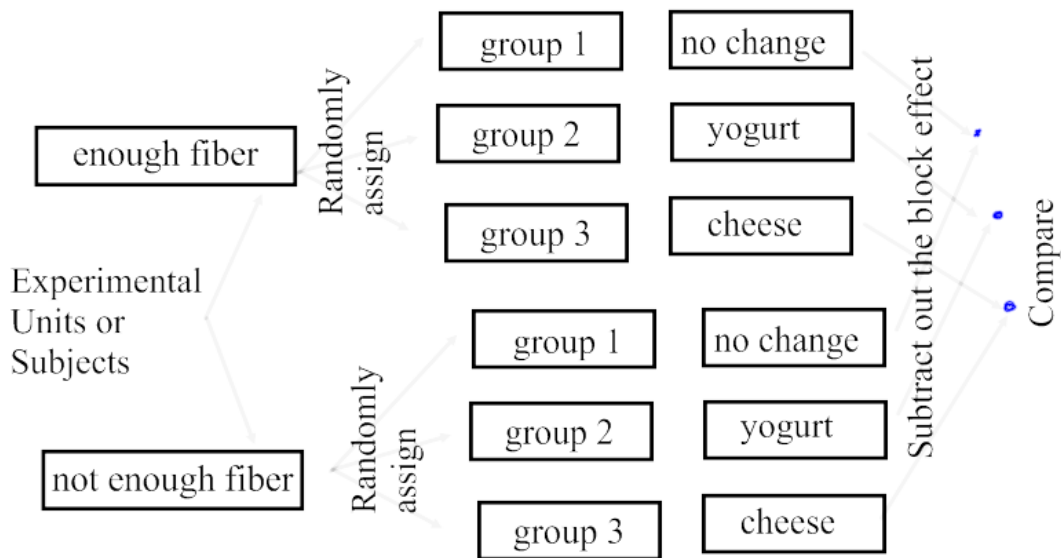 enough fiber
Randomly
assign
group 1
no change
group 2
yogurt
group 3
cheese
Experimental
Units or
Subjects
not enough fiber
Randomly
assign
group 1
no change
group 2
yogurt
group 3
cheese
Subtract out the block effect
Compare